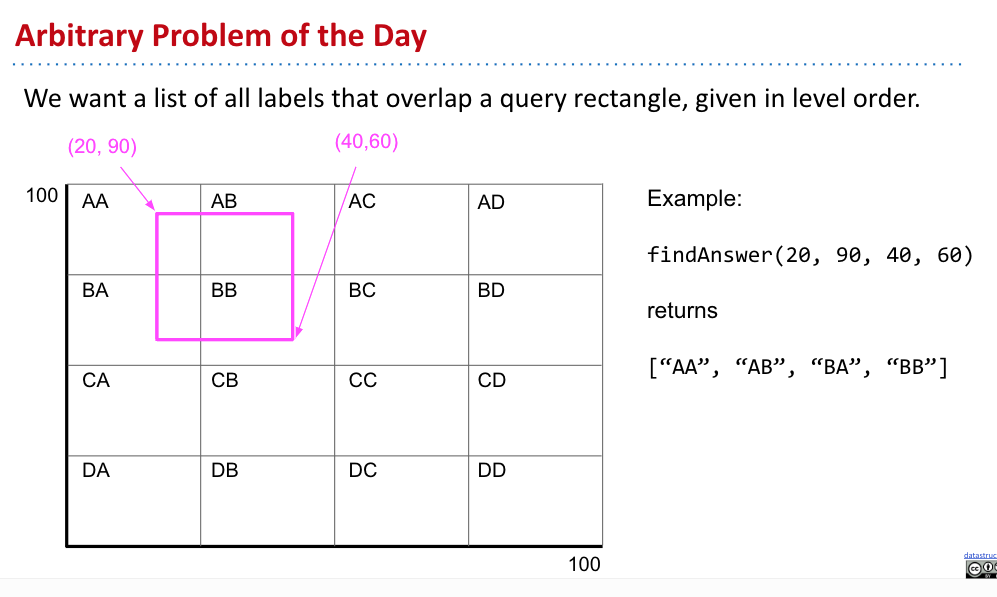 Arbitrary Problem of the Day
We want a list of all labels that overlap a query rectangle, given in level order.
(20, 90)
(40,60)
100
AA
AB
AC
AD
BA
BB
BC
BD
CA
CB
CC
CD
DA
DB
DC
DD
100
Example:
findAnswer(20, 90, 40, 60)
returns
[“AA”, “AB”, “BA”, “BB”]
datastruc
cc
BY